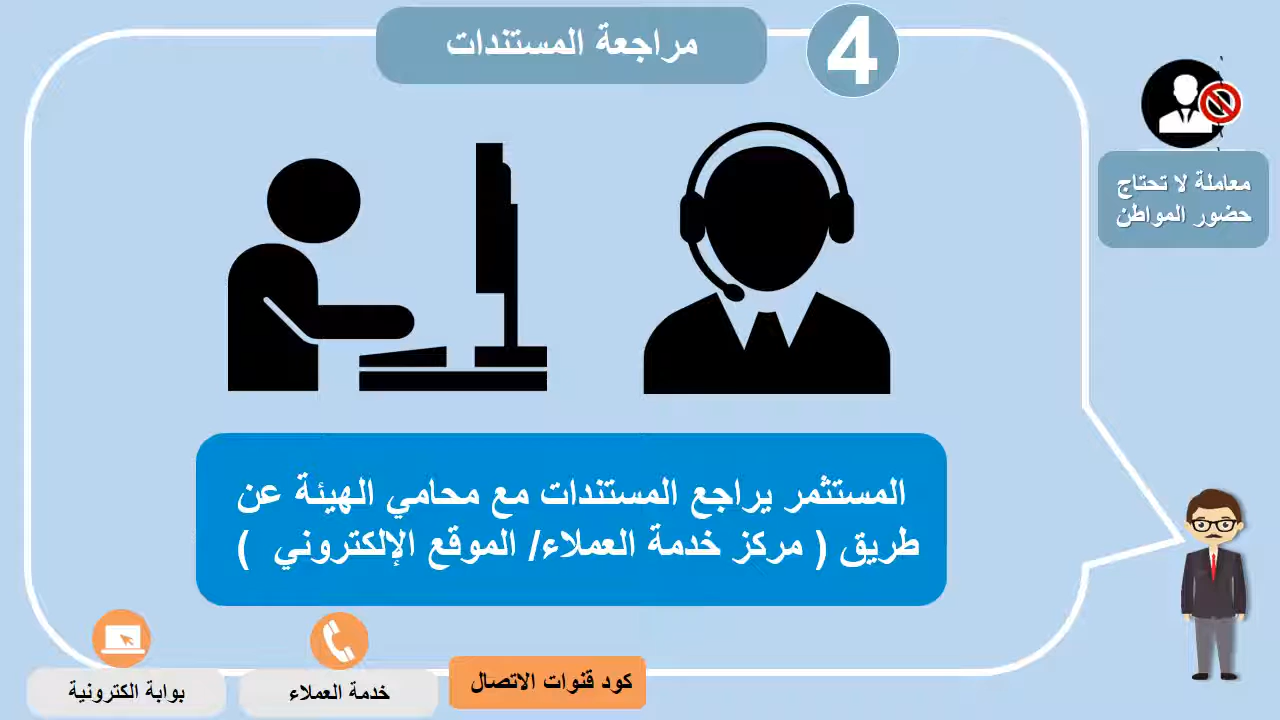 4
مراجعة المستندات
معاملة لا تحتاج
حضور المواطن
المستثمر يراجع المستندات مع محامي الهيئة عن
طريق ( مركز خدمة العملاء/ الموقع الإلكتروني )
كود قنوات الاتصال
خدمة العملاء
بوابة الكترونية